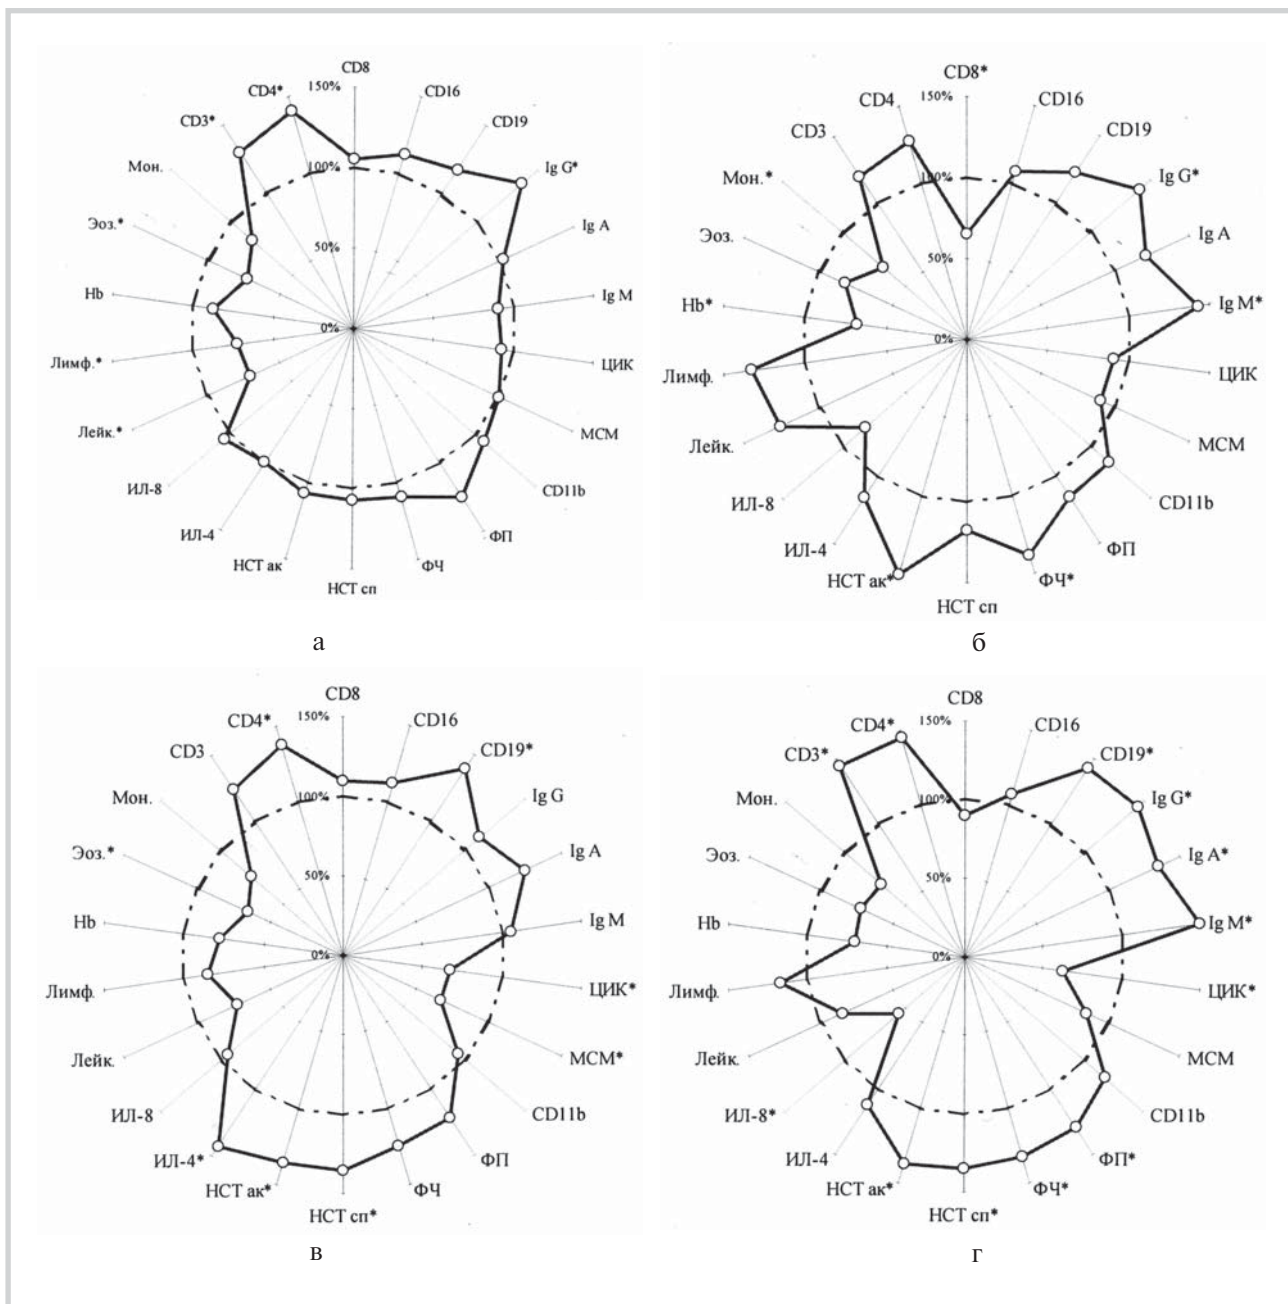 CD8
150%
CD4*
CD16
CD3*
CD19
Мон.
100%
Ig G*
Эоз.*
Ig A
50%
Hb
Ig M
0%
Лимф.*
ЦИК
Лейк.*
МСМ
ИЛ-8
CD11b
ИЛ-4
ФП
НСТ ак
ФЧ
НСТ сп
а
CD8*
150%
CD4
CD16
CD3
CD19
Мон.*
100%
Ig G*
Эоз.
Ig A
50%
Hb*
Ig M*
0%
Лимф.
ЦИК
Лейк.
МСМ
ИЛ-8
CD11b
ИЛ-4
ФП
НСТ ак*
ФЧ*
НСТ сп
б
CD8
150%
CD4*
CD16
CD3
CD19*
Мон.
100%
Ig G
Эоз.*
Ig A
50%
Hb
Ig M
0%
Лимф.
ЦИК*
Лейк.
МСМ*
ИЛ-8
CD11b
ИЛ-4*
ФП
НСТ ак*
ФЧ
НСТ сп*
в
CD8
150%
CD4*
CD16
CD3*
CD19*
Мон.
100%
Ig G*
Эоз.
Ig A*
50%
Hb
Ig M*
0%
Лимф.
ЦИК*
Лейк.
МСМ
ИЛ-8*
CD11b
ИЛ-4
ФП*
НСТ ак*
ФЧ*
НСТ сп*
г